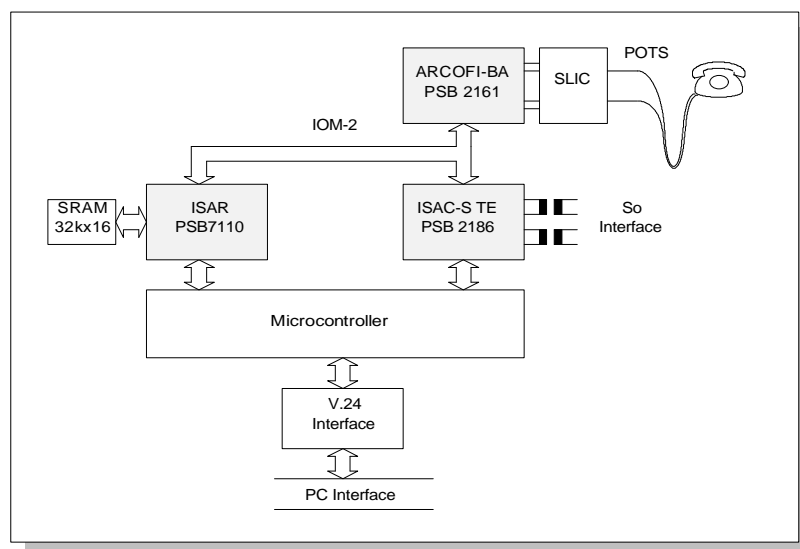 ARCOFI-BA
PSB 2161
SLIC
POTS
IOM-2
SRAM
32kx16
ISAR
PSB7110
ISAC-S TE
PSB 2186
So
Interface
Microcontroller
V.24
Interface
PC Interface